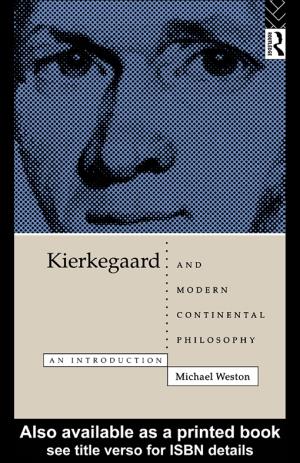 ROUTLEDGE
Kierkegaard
AND
MODERN
CONTINENTAL
PHILOSOPHY
AN INTRODUCTION
Michael Weston
Also available as a printed book
see title verso for ISBN details